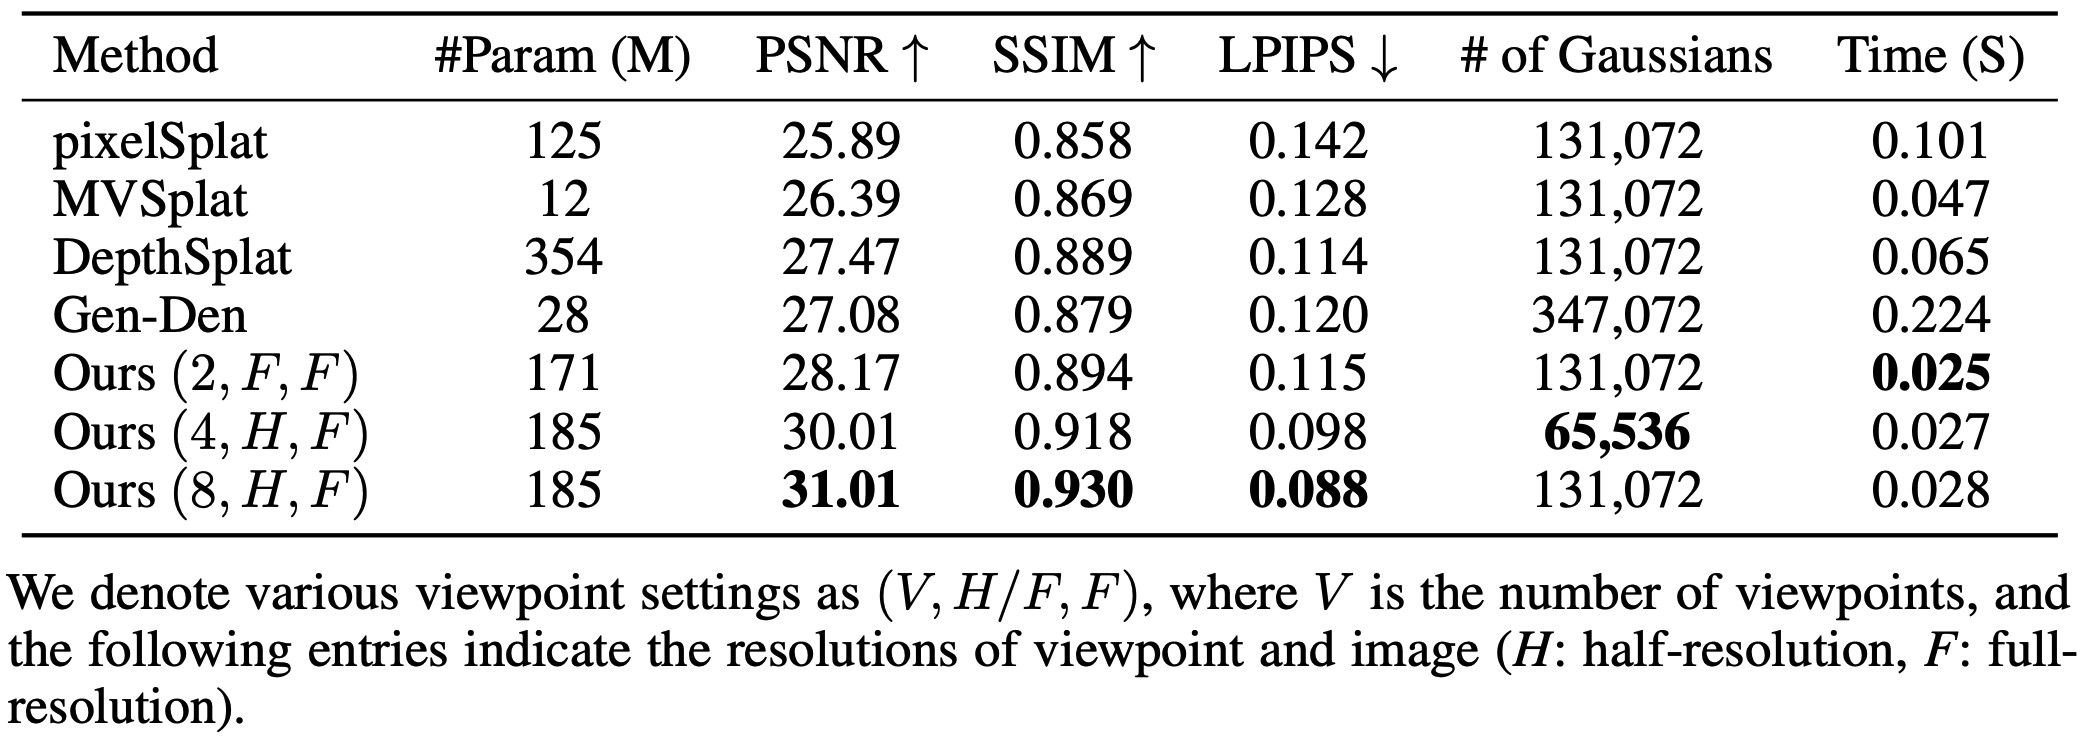 Method #Param (M) PSNR ↑ SSIM ↑ LPIPS ↓ # of Gaussians Time (S)
pixelSplat 125 25.89 0.858 0.142 131,072 0.101
MVSplat 12 26.39 0.869 0.128 131,072 0.047
DepthSplat 354 27.47 0.889 0.114 131,072 0.065
Gen-Den 28 27.08 0.879 0.120 347,072 0.224
Ours (2, F, F) 171 28.17 0.894 0.115 131,072 0.025
Ours (4, H, F) 185 30.01 0.918 0.098 65,536 0.027
Ours (8, H, F) 185 31.01 0.930 0.088 131,072 0.028
We denote various viewpoint settings as (V, H/F, F), where V is the number of viewpoints, and
the following entries indicate the resolutions of viewpoint and image (H: half-resolution, F: full-
resolution).